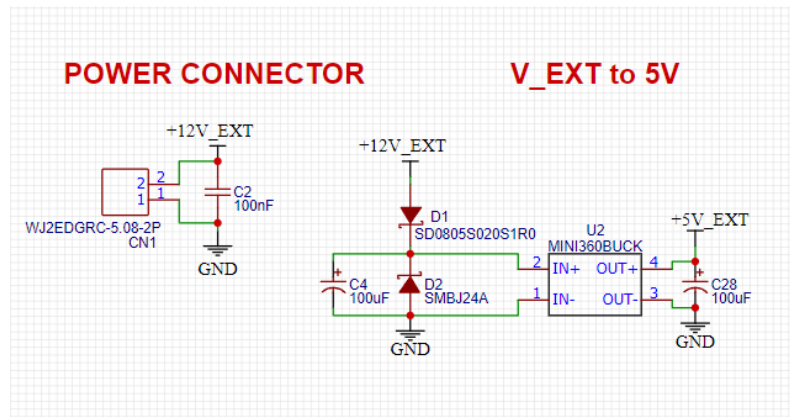 POWER CONNECTOR
V_EXT to 5V
+12V_EXT
2
2
1
1
C2
100nF
WJ2EDGRC-5.08-2P
CN1
GND
+12V_EXT
D1
SD0805S020S1R0
+
C4
100uF
D2
SMBJ24A
GND
U2
MINI360BUCK
2
IN+
OUT+
4
1
IN-
OUT-
3
+5V_EXT
+
C28
100uF
GND